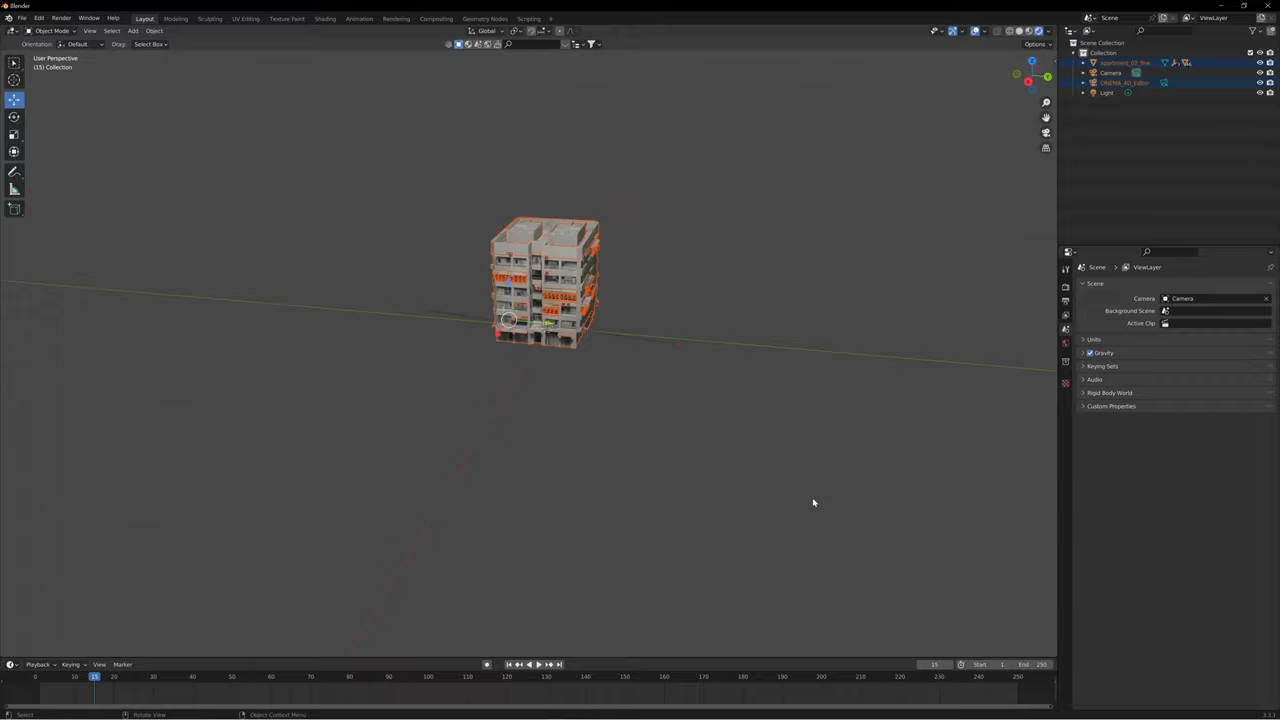 Blender
File Edit Render Window Help Layout Modeling Sculpting UV Editing Texture Paint Shading Animation Rendering Compositing Geometry Nodes Scripting + Scene ViewLayer
Object Mode View Select Add Object Global
Orientation: Default Drag: Select Box Options
User Perspective
(15) Collection
Scene Collection
Collection
apartment_02_fine
Camera
CINEMA_4D_Editor
Light
Scene ViewLayer
Scene
Camera Camera
Background Scene
Active Clip
Units
Gravity
Keying Sets
Audio
Rigid Body World
Custom Properties
Z
Y
X
Playback Keying View Marker 15 Start 1 End 250
0 10 15 20 30 40 50 60 70 80 90 100 110 120 130 140 150 160 170 180 190 200 210 220 230 240 250
Select Rotate View Object Context Menu 3.3.1